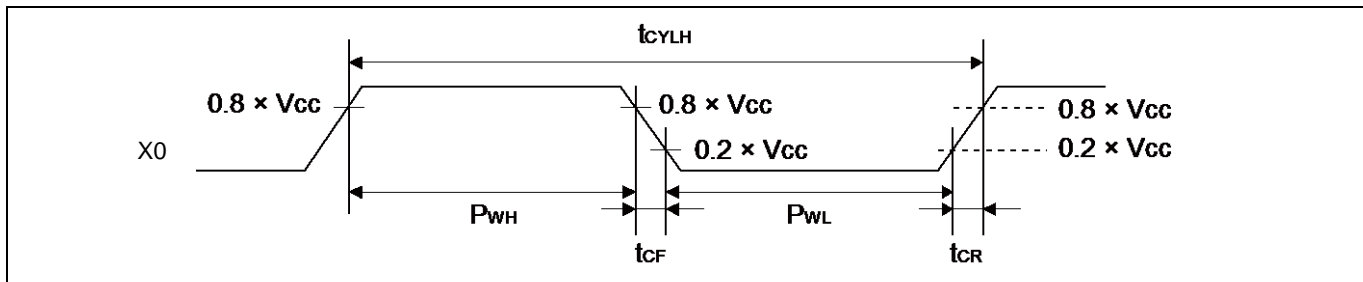 tCYLH
0.8 × Vcc
0.8 × Vcc
0.8 × Vcc
X0
0.2 × Vcc
0.2 × Vcc
PWH
PWL
tCF
tCR